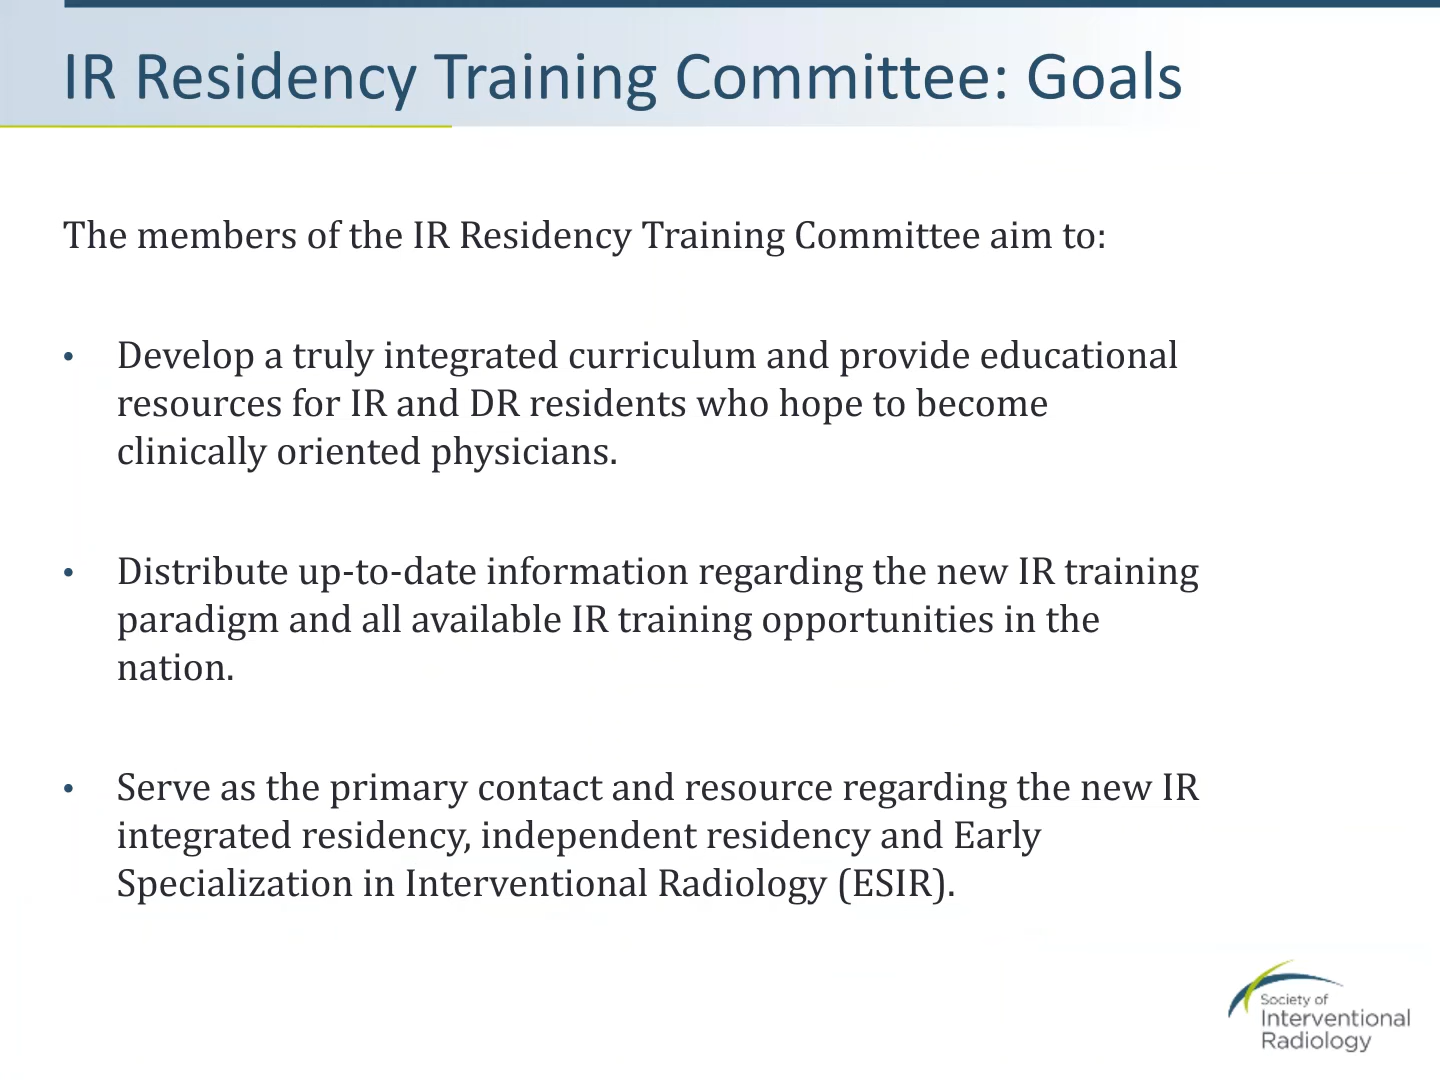 IR Residency Training Committee: Goals
The members of the IR Residency Training Committee aim to:
• Develop a truly integrated curriculum and provide educational
resources for IR and DR residents who hope to become
clinically oriented physicians.
• Distribute up-to-date information regarding the new IR training
paradigm and all available IR training opportunities in the
nation.
• Serve as the primary contact and resource regarding the new IR
integrated residency, independent residency and Early
Specialization in Interventional Radiology (ESIR).
Society of
Interventional
Radiology